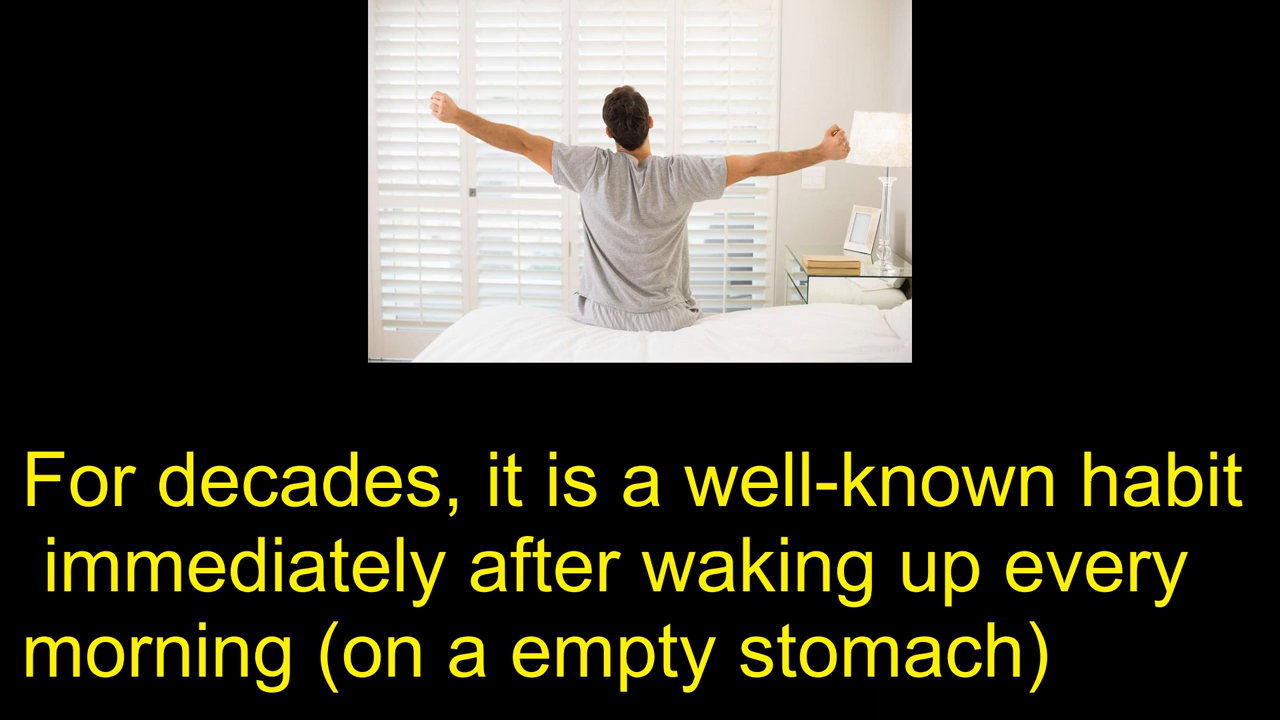 For decades, it is a well-known habit
immediately after waking up every
morning (on a empty stomach)